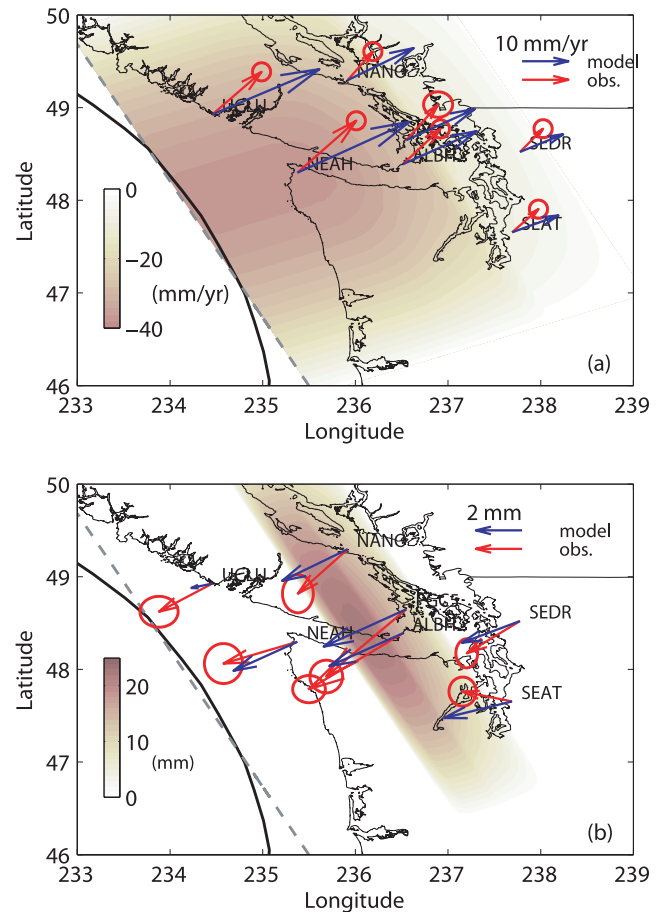 50
49
48
47
46
Latitude
10 mm/yr
model
obs.
NANO
UCLU
NEAH
ALBH
SEDR
SEAT
0
−20
(mm/yr)
−40
(a)
233 234 235 236 237 238 239
Longitude
50
49
48
47
46
Latitude
2 mm
model
obs.
NANO
UCLU
NEAH
ALBH
SEDR
SEAT
20
10
(mm)
0
(b)
233 234 235 236 237 238 239
Longitude